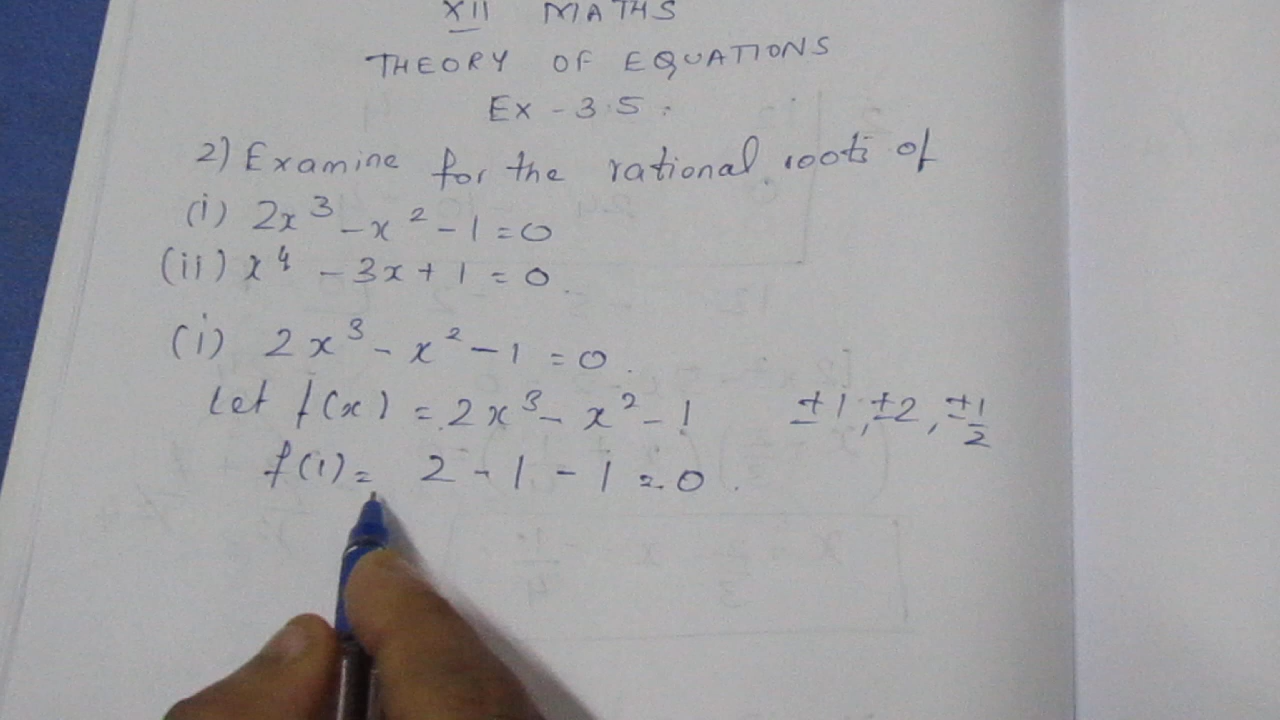 XII MATHS
THEORY OF EQUATIONS
Ex - 3.5.
2) Examine for the rational roots of
(i) 2x³ - x² - 1 = 0
(ii) x⁴ - 3x + 1 = 0.
(i) 2x³ - x² - 1 = 0.
Let f(x) = 2x³ - x² - 1 ±1, ±2, ±1/2
f(1) = 2 - 1 - 1 = 0.